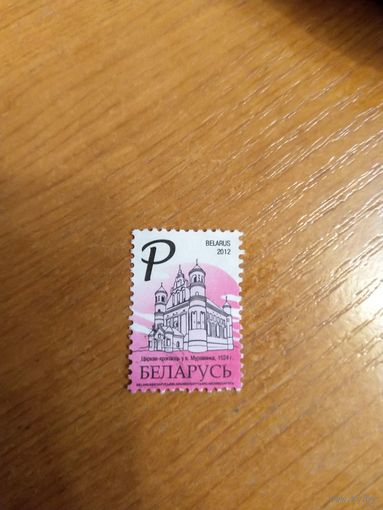 P
BELARUS
2012
Царква-крэпасць у в. Мураванка, 1524 г.
БЕЛАРУСЬ